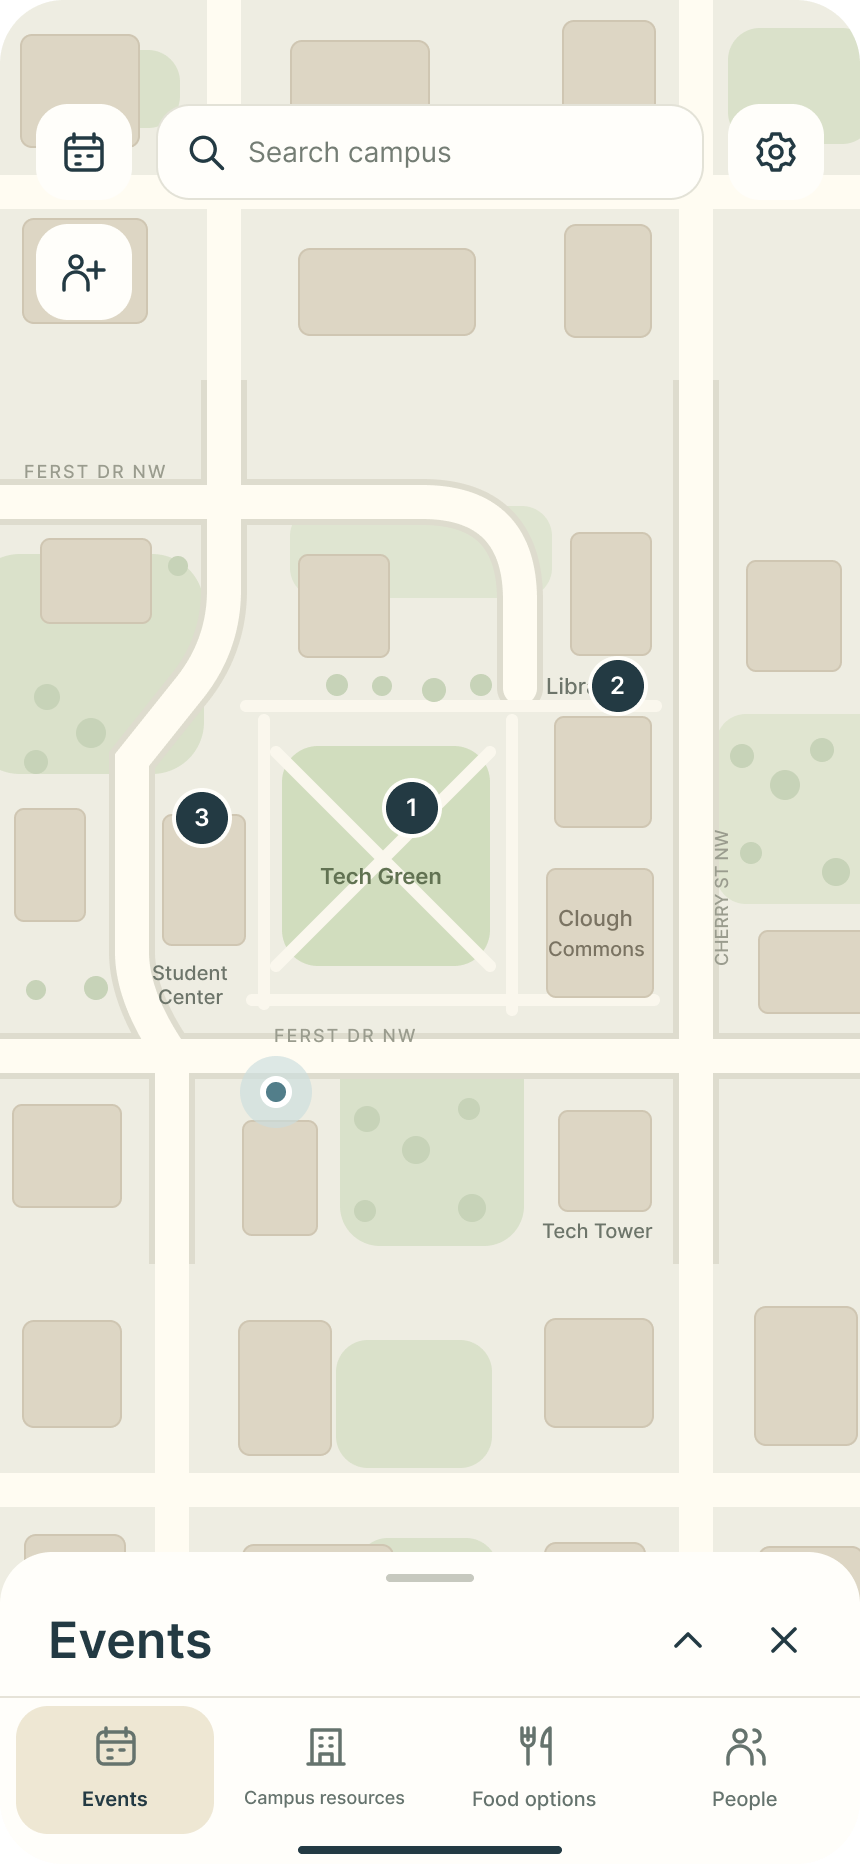 Search campus
FERST DR NW
2
3
1
Tech Green
Clough
Commons
CHERRY ST NW
Student
Center
FERST DR NW
Tech Tower
Events
Events
Campus resources
Food options
People